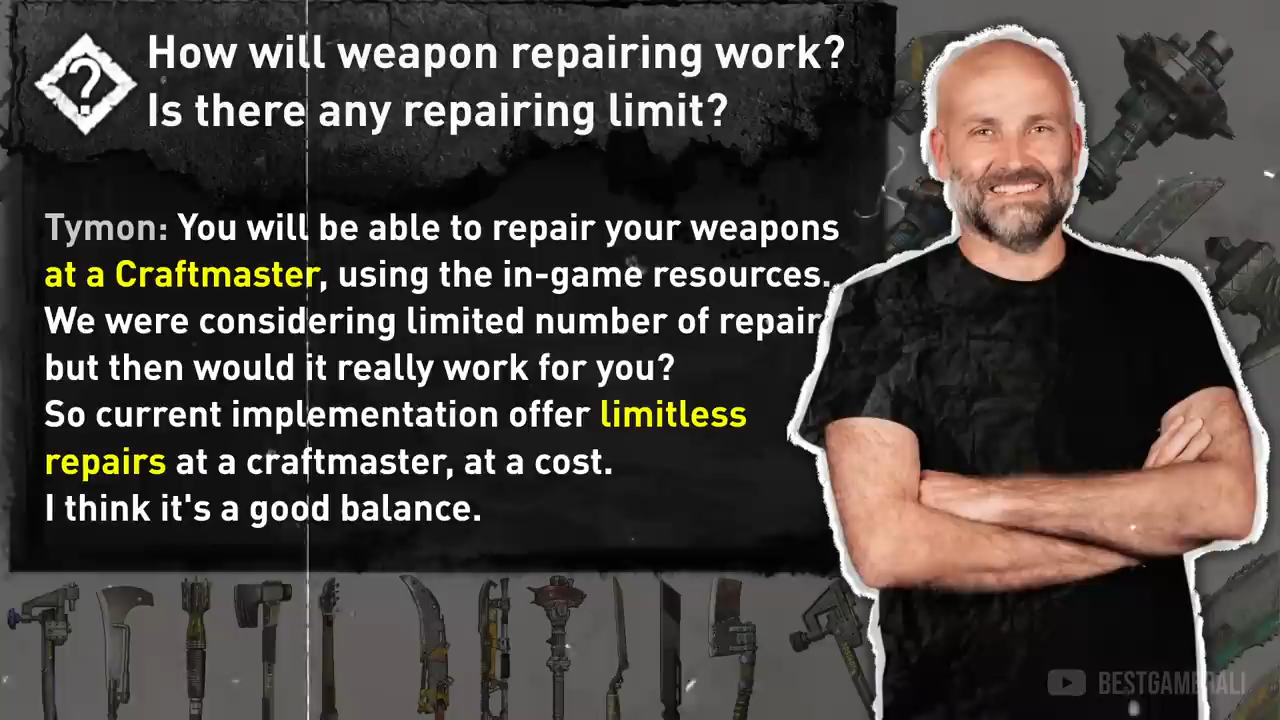 How will weapon repairing work?
Is there any repairing limit?
Tymon: You will be able to repair your weapons
at a Craftmaster, using the in-game resources.
We were considering limited number of repair
but then would it really work for you?
So current implementation offer limitless
repairs at a craftmaster, at a cost.
I think it's a good balance.
BESTGAMERALI